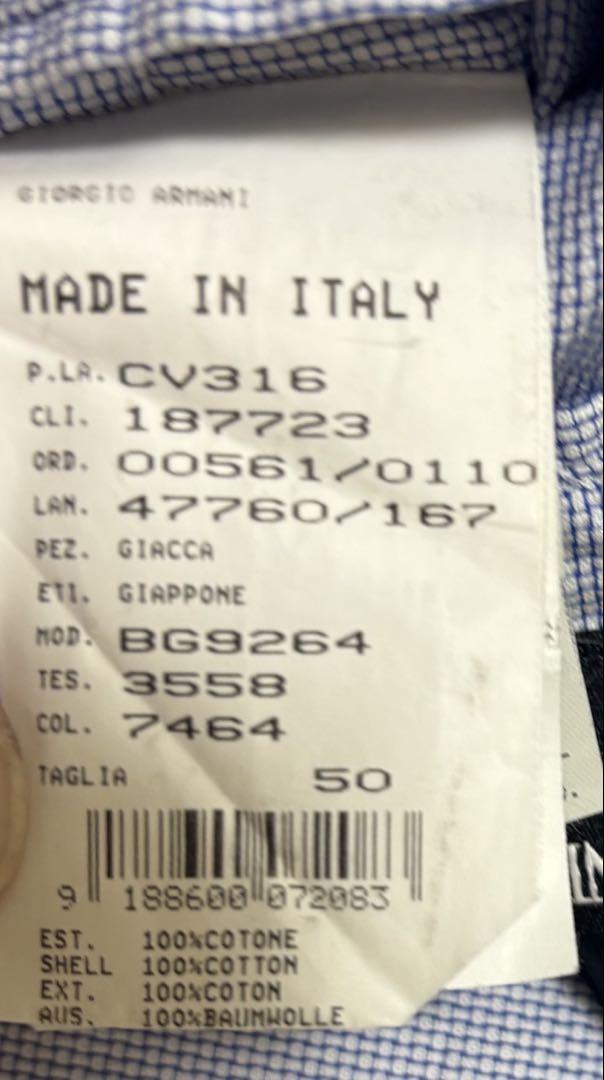 GIORGIO ARMANI
MADE IN ITALY
P.LA. CV316
CLI. 187723
ORD. 00561/0110
LAN. 47760/167
PEZ. GIACCA
ETI. GIAPPONE
MOD. BG9264
TES. 3558
COL. 7464
TAGLIA 50
9 188600 072083
EST. 100%COTONE
SHELL 100%COTTON
EXT. 100%COTON
AUS. 100%BAUMWOLLE